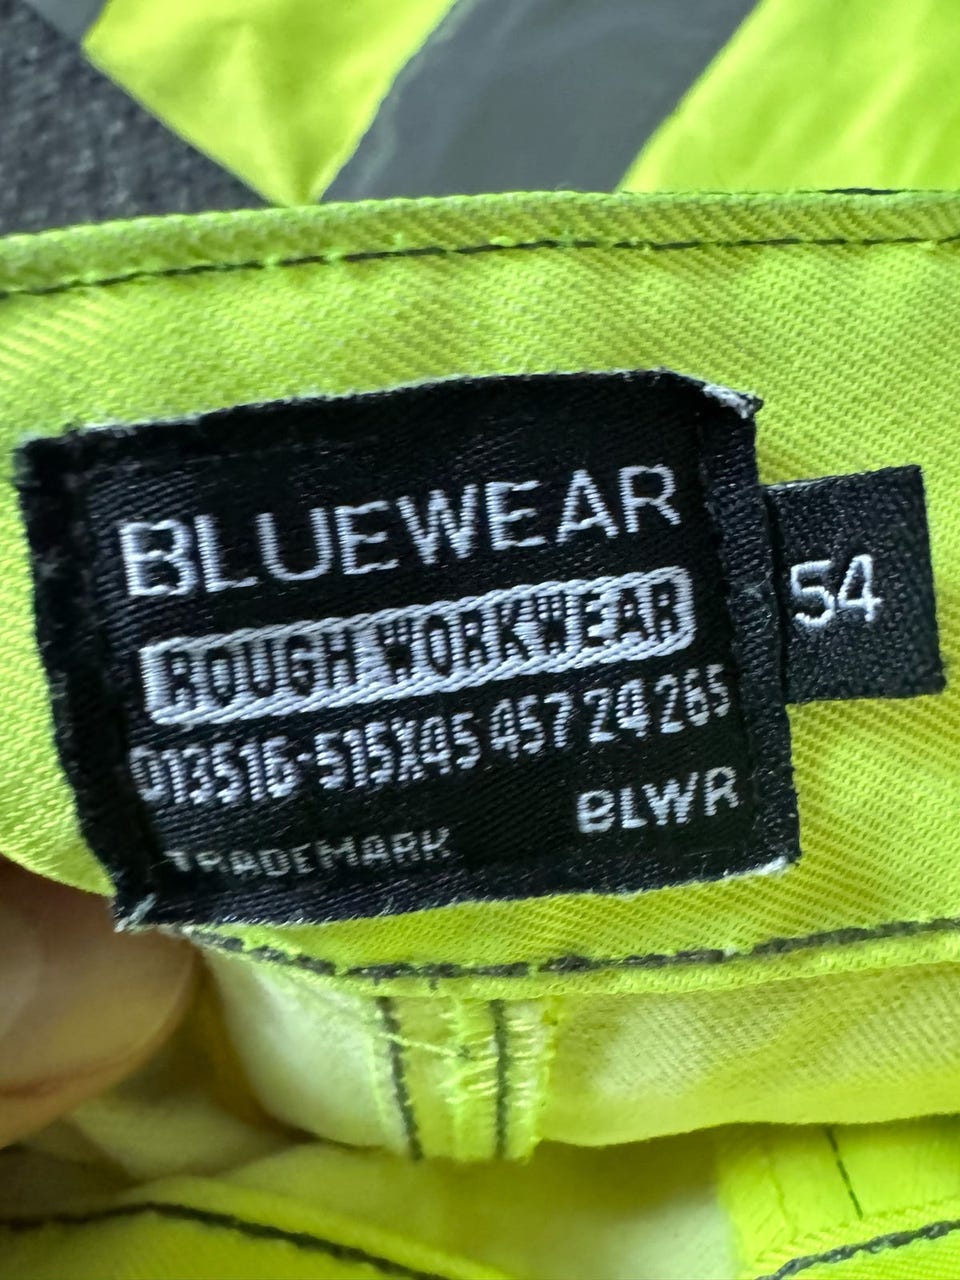 BLUEWEAR
ROUGH WORKWEAR
013516-515X45 457 24 265
BLWR
TRADEMARK
54